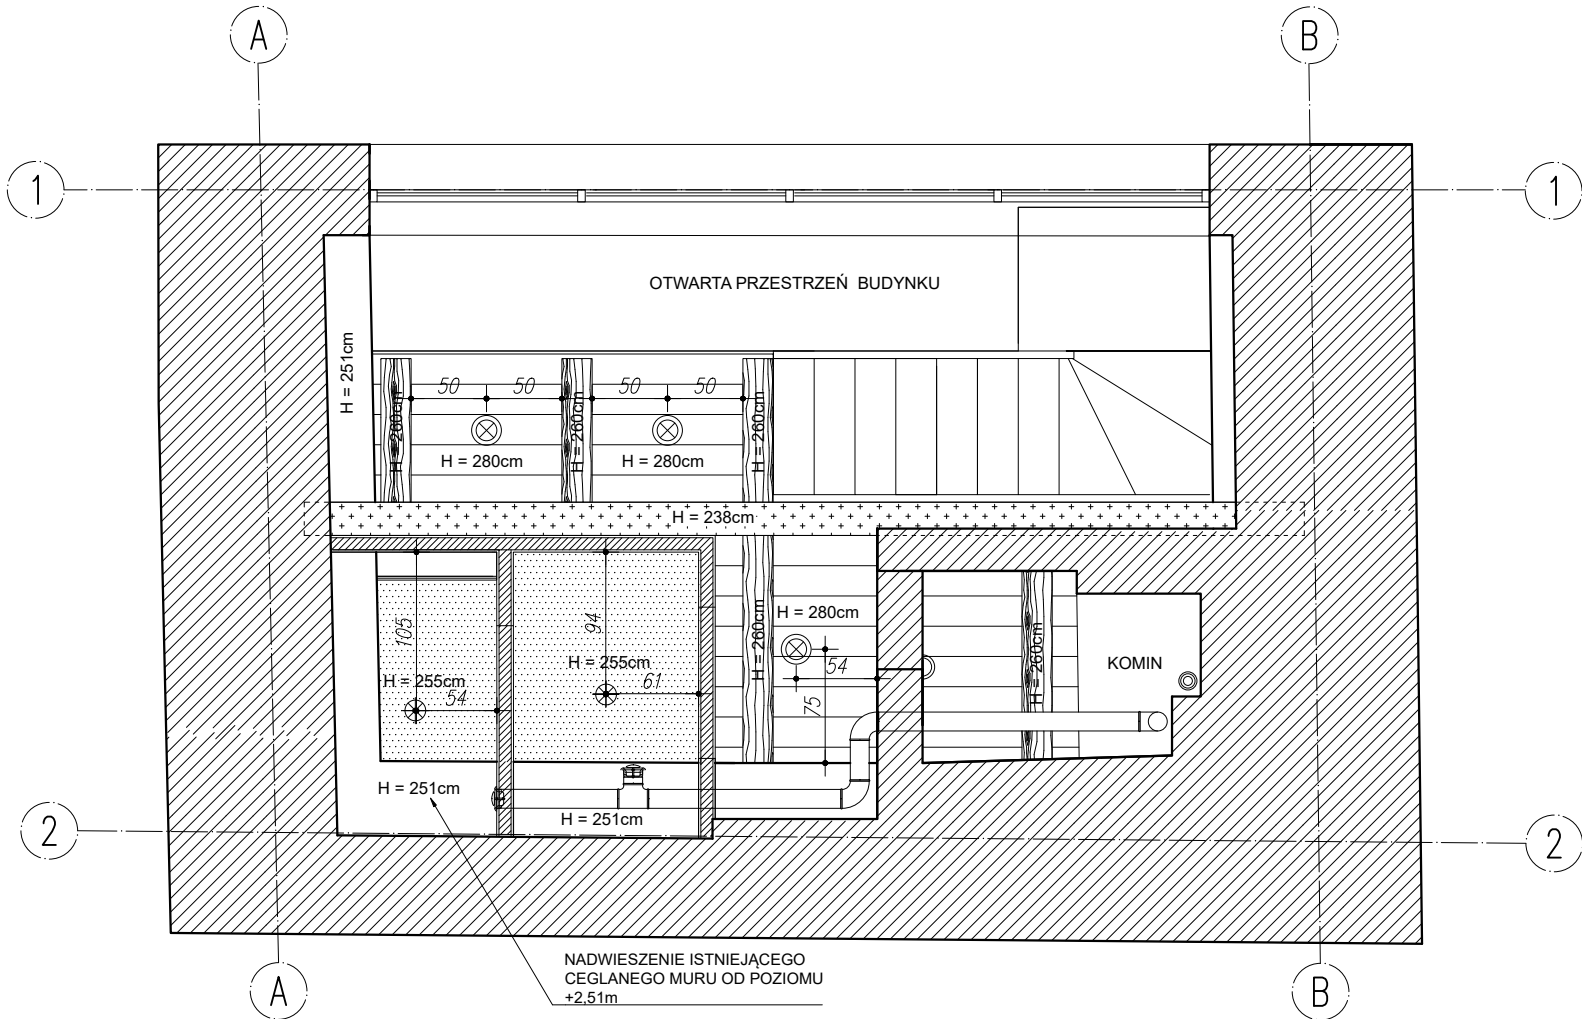 A
B
1
1
OTWARTA PRZESTRZEŃ BUDYNKU
H = 251cm
50
50
50
50
H = 260cm
H = 260cm
H = 260cm
H = 280cm
H = 280cm
H = 238cm
105
94
H = 260cm
H = 280cm
H = 260cm
KOMIN
H = 255cm
H = 255cm
54
61
54
75
H = 251cm
H = 251cm
2
2
NADWIESZENIE ISTNIEJĄCEGO
CEGLANEGO MURU OD POZIOMU
+2,51m
A
B